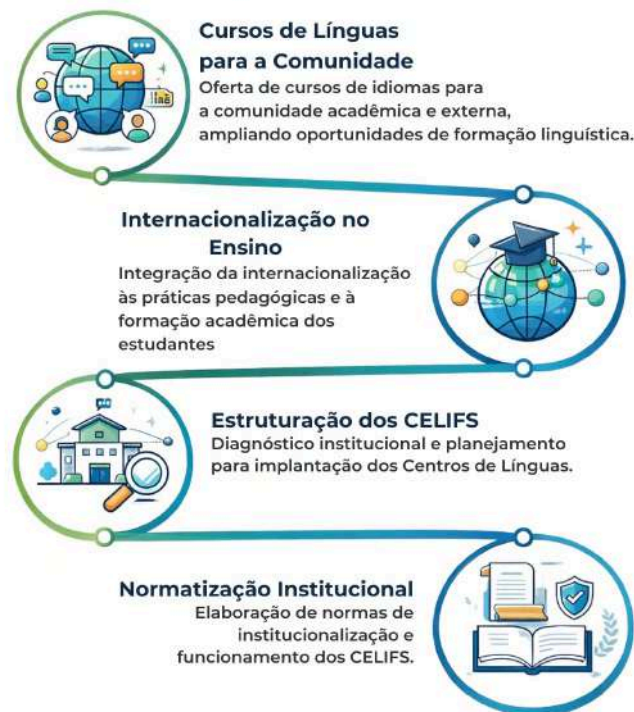 Cursos de Línguas
para a Comunidade
Oferta de cursos de idiomas para
a comunidade acadêmica e externa,
ampliando oportunidades de formação linguística.
Internacionalização no
Ensino
Integração da internacionalização
às práticas pedagógicas e à
formação acadêmica dos
estudantes
Estruturação dos CELIFS
Diagnóstico institucional e planejamento
para implantação dos Centros de Línguas.
Normatização Institucional
Elaboração de normas de
institucionalização e
funcionamento dos CELIFS.